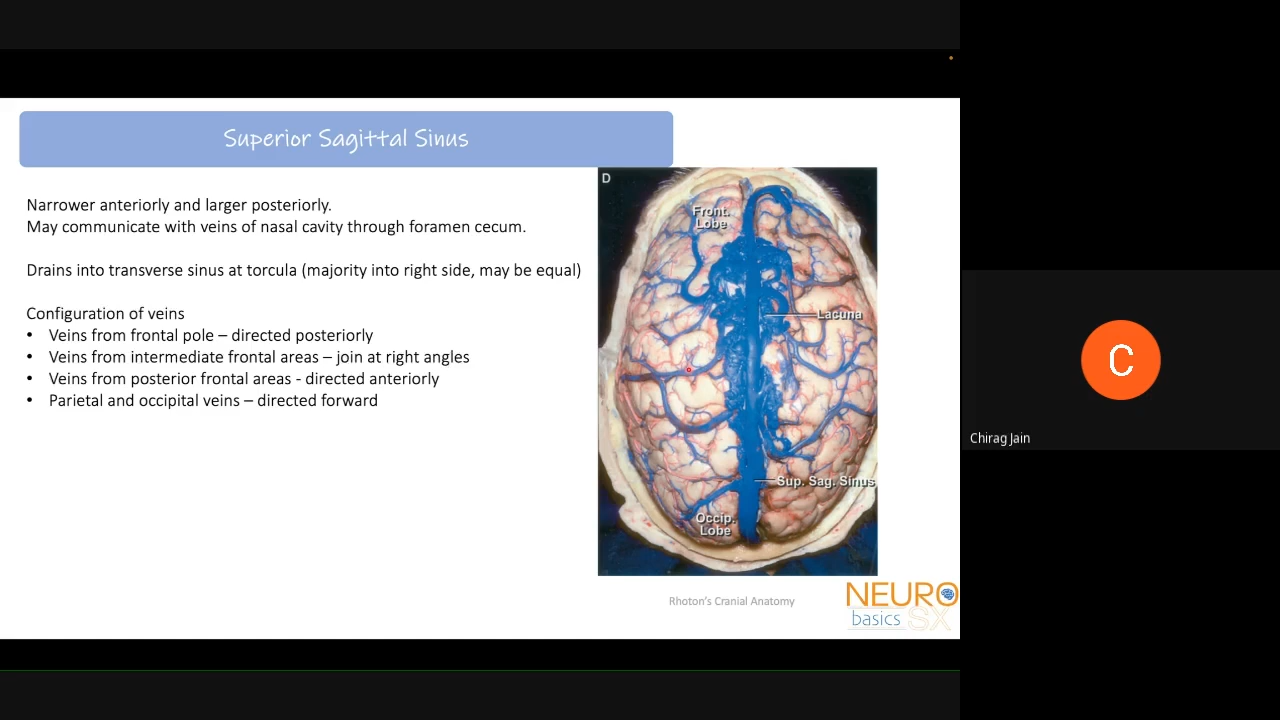 Superior Sagittal Sinus
Narrower anteriorly and larger posteriorly.
May communicate with veins of nasal cavity through foramen cecum.
Drains into transverse sinus at torcula (majority into right side, may be equal)
Configuration of veins
• Veins from frontal pole – directed posteriorly
• Veins from intermediate frontal areas – join at right angles
• Veins from posterior frontal areas - directed anteriorly
• Parietal and occipital veins – directed forward
D
Front.
Lobe
Lacuna
Sup. Sag. Sinus
Occip.
Lobe
Rhoton's Cranial Anatomy
NEURO
basics SX
C
Chirag Jain